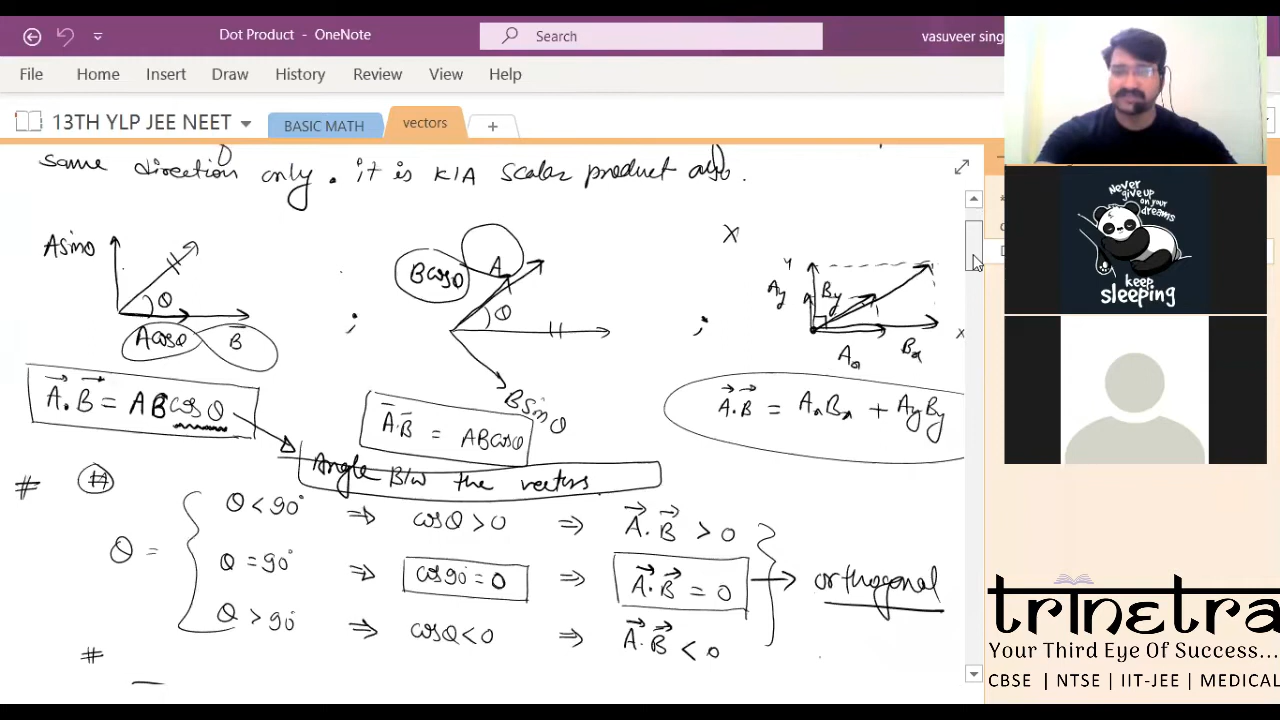 Dot Product - OneNote
Search
vasuveer sing
File Home Insert Draw History Review View Help
13TH YLP JEE NEET
BASIC MATH
vectors
same direction only. it is K/A scalar product also.
Asinθ
θ
Acosθ
B
;
Bcosθ
A
θ
Bsinθ
;
X
y
Ay
By
Ax
Bx
x
A.B = AB cosθ
A.B = ABcosθ
A.B = AxBx + AyBy
Angle B/w the vectors.
# #
θ =
θ < 90° ⇒ cosθ > 0 ⇒ A.B > 0
θ = 90° ⇒ cos90° = 0 ⇒ A.B = 0 → orthogonal
θ > 90° ⇒ cosθ < 0 ⇒ A.B < 0
#
Never
give up
on your
dreams
keep
sleeping
trinetra
Your Third Eye Of Success...
CBSE | NTSE | IIT-JEE | MEDICAL